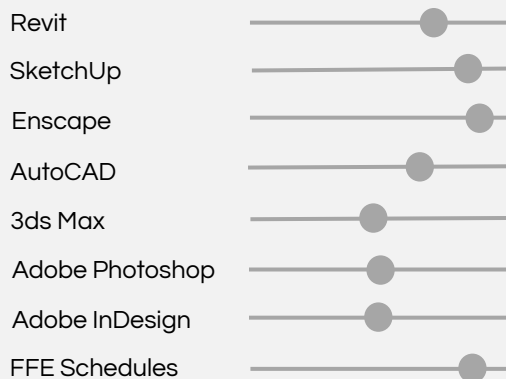 Revit
SketchUp
Enscape
AutoCAD
3ds Max
Adobe Photoshop
Adobe InDesign
FFE Schedules